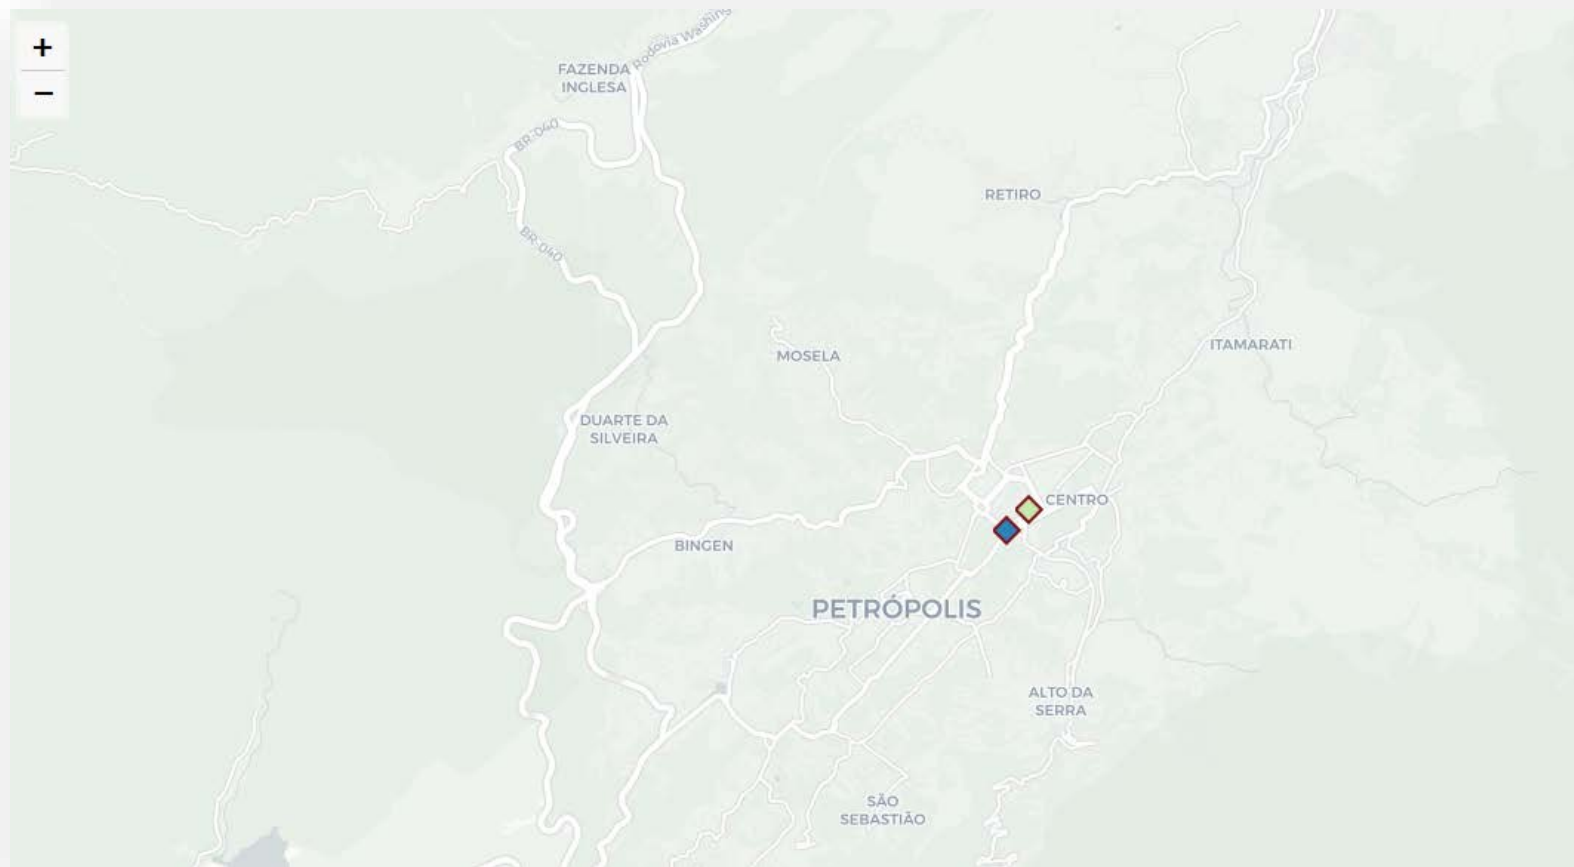 +
−
Rodovia Washing
FAZENDA
INGLESA
BR-040
RETIRO
BR-040
ITAMARATI
MOSELA
DUARTE DA
SILVEIRA
CENTRO
BINGEN
PETRÓPOLIS
ALTO DA
SERRA
SÃO
SEBASTIÃO